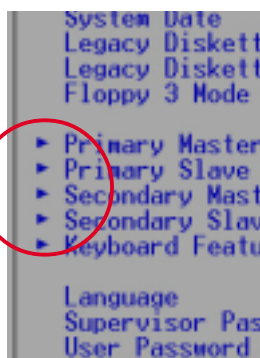 System Date
Legacy Diskett
Legacy Diskett
Floppy 3 Mode
Primary Master
Primary Slave
Secondary Mast
Secondary Slav
Keyboard Featu
Language
Supervisor Pas
User Password